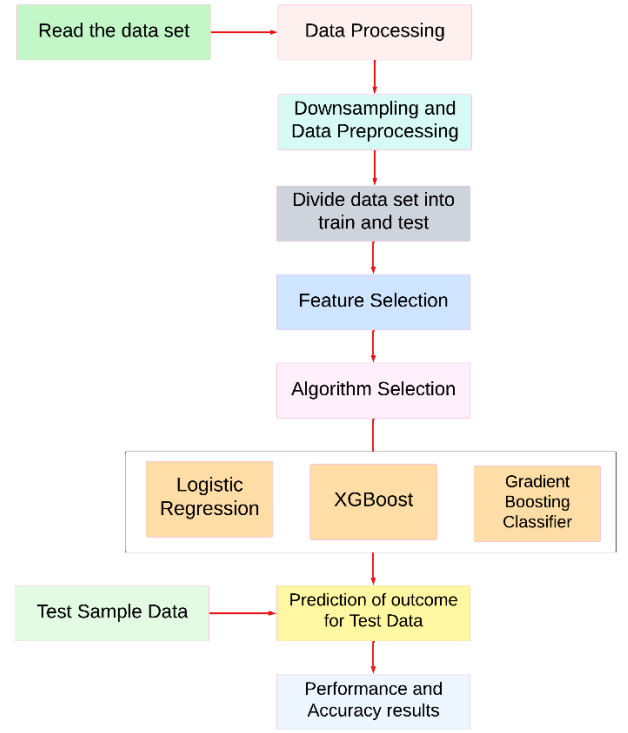 Read the data set
Data Processing
Downsampling and
Data Preprocessing
Divide data set into
train and test
Feature Selection
Algorithm Selection
Logistic
Regression
XGBoost
Gradient
Boosting
Classifier
Test Sample Data
Prediction of outcome
for Test Data
Performance and
Accuracy results